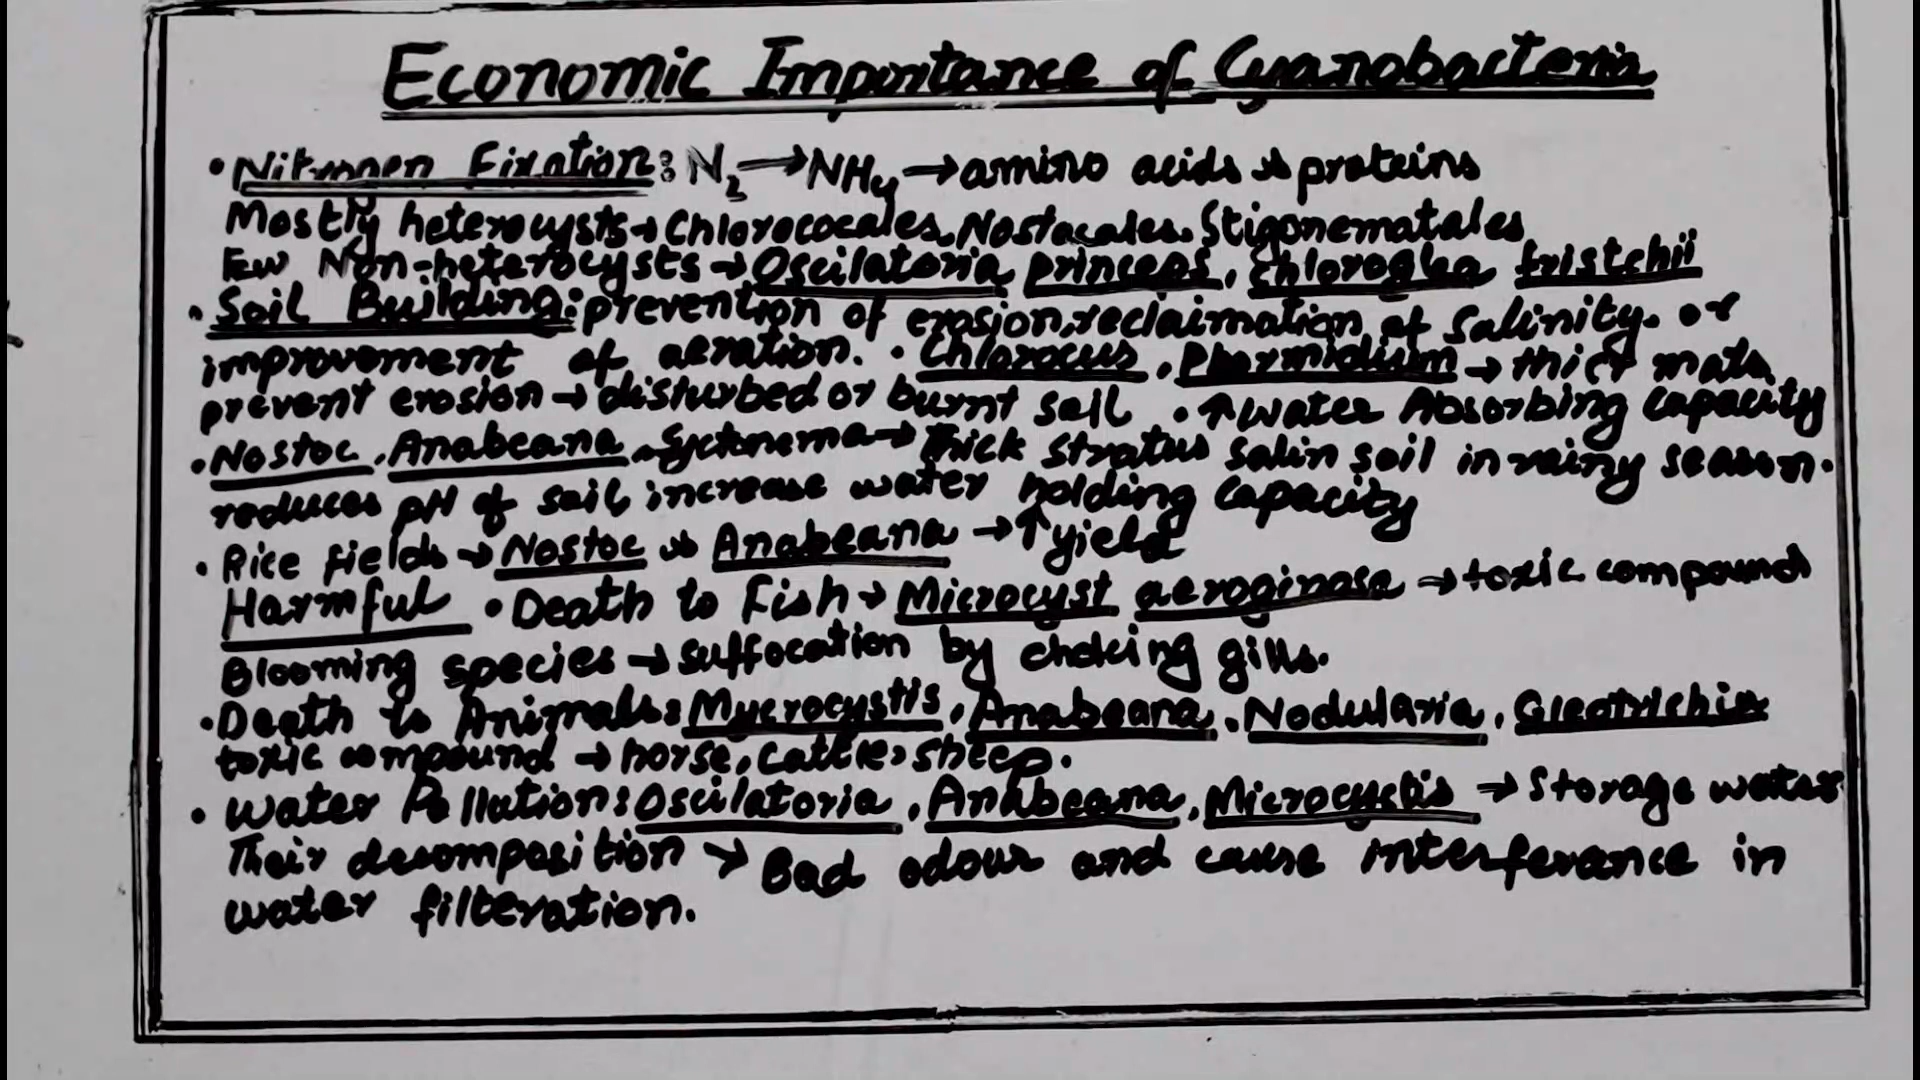 Economic Importance of Cyanobacteria
• Nitrogen Fixation: N2 → NH4 → amino acids → proteins
Mostly heterocysts → Chlorococales, Nostocales, Stigonematales
Few Non-heterocysts → Oscilatoria princeps, Chloroglea fristchii
• Soil Building: prevention of erosion, reclaimation of salinity. or
improvement of aeration. • Chlorocus, Phormidium → thick mats
prevent erosion → disturbed or burnt soil • ↑ water Absorbing capacity
• Nostoc, Anabeana, Sycknema → thick stratus salin soil in rainy season.
reduces pH of soil, increase water holding capacity
• Rice fields → Nostoc → Anabeana → ↑ yield
Harmful • Death to Fish → Microcyst aeroginosa → toxic compound
Blooming species → suffocation by choking gills.
• Death to Animals: Mycrocystis, Anabeana, Nodularia, Gleotrichia
toxic compound → horse, cattle, sheep.
• Water Pollution: Oscilatoria, Anabeana, Microcystis → Storage water
Their decomposition → Bad odour and cause interferance in
water filteration.